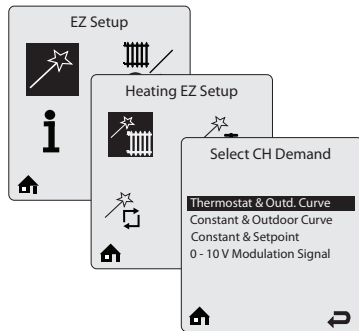 EZ Setup
Heating EZ Setup
Select CH Demand
Thermostat & Outd. Curve
Constant & Outdoor Curve
Constant & Setpoint
0 - 10 V Modulation Signal